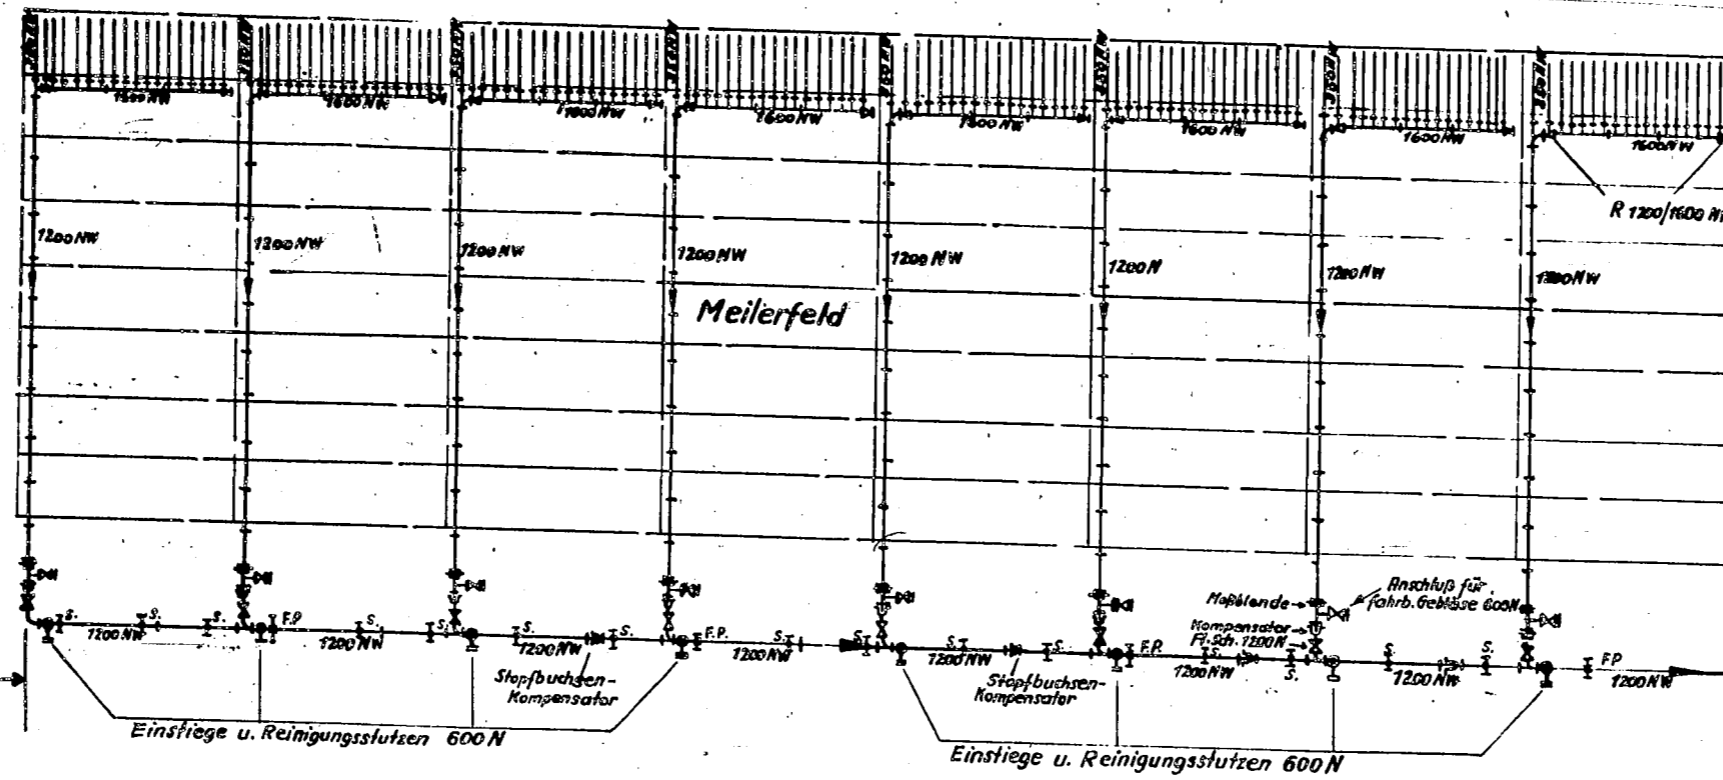 1600 NW
1600 NW
1600 NW
1600 NW
1600 NW
1600 NW
1600 NW
R 1200/1600 N
1200 NW
1200 NW
1200 NW
1200 NW
1200 NW
1200 N
1200 NW
1200 NW
Meilerfeld
Meßblende
Anschluß für
fahrb. Gebläse 600 N
Kompensator
Fl. Sch. 1200 N
S. S. S. F.P. S. S. S. S. F.P. S. S. S. S. F.P. S. S. S. S. F.P.
1200 NW 1200 NW 1200 NW 1200 NW 1200 NW 1200 NW 1200 NW 1200 NW
Stopfbuchsen-
Kompensator
Stopfbuchsen-
Kompensator
Einstiege u. Reinigungsstutzen 600 N
Einstiege u. Reinigungsstutzen 600 N